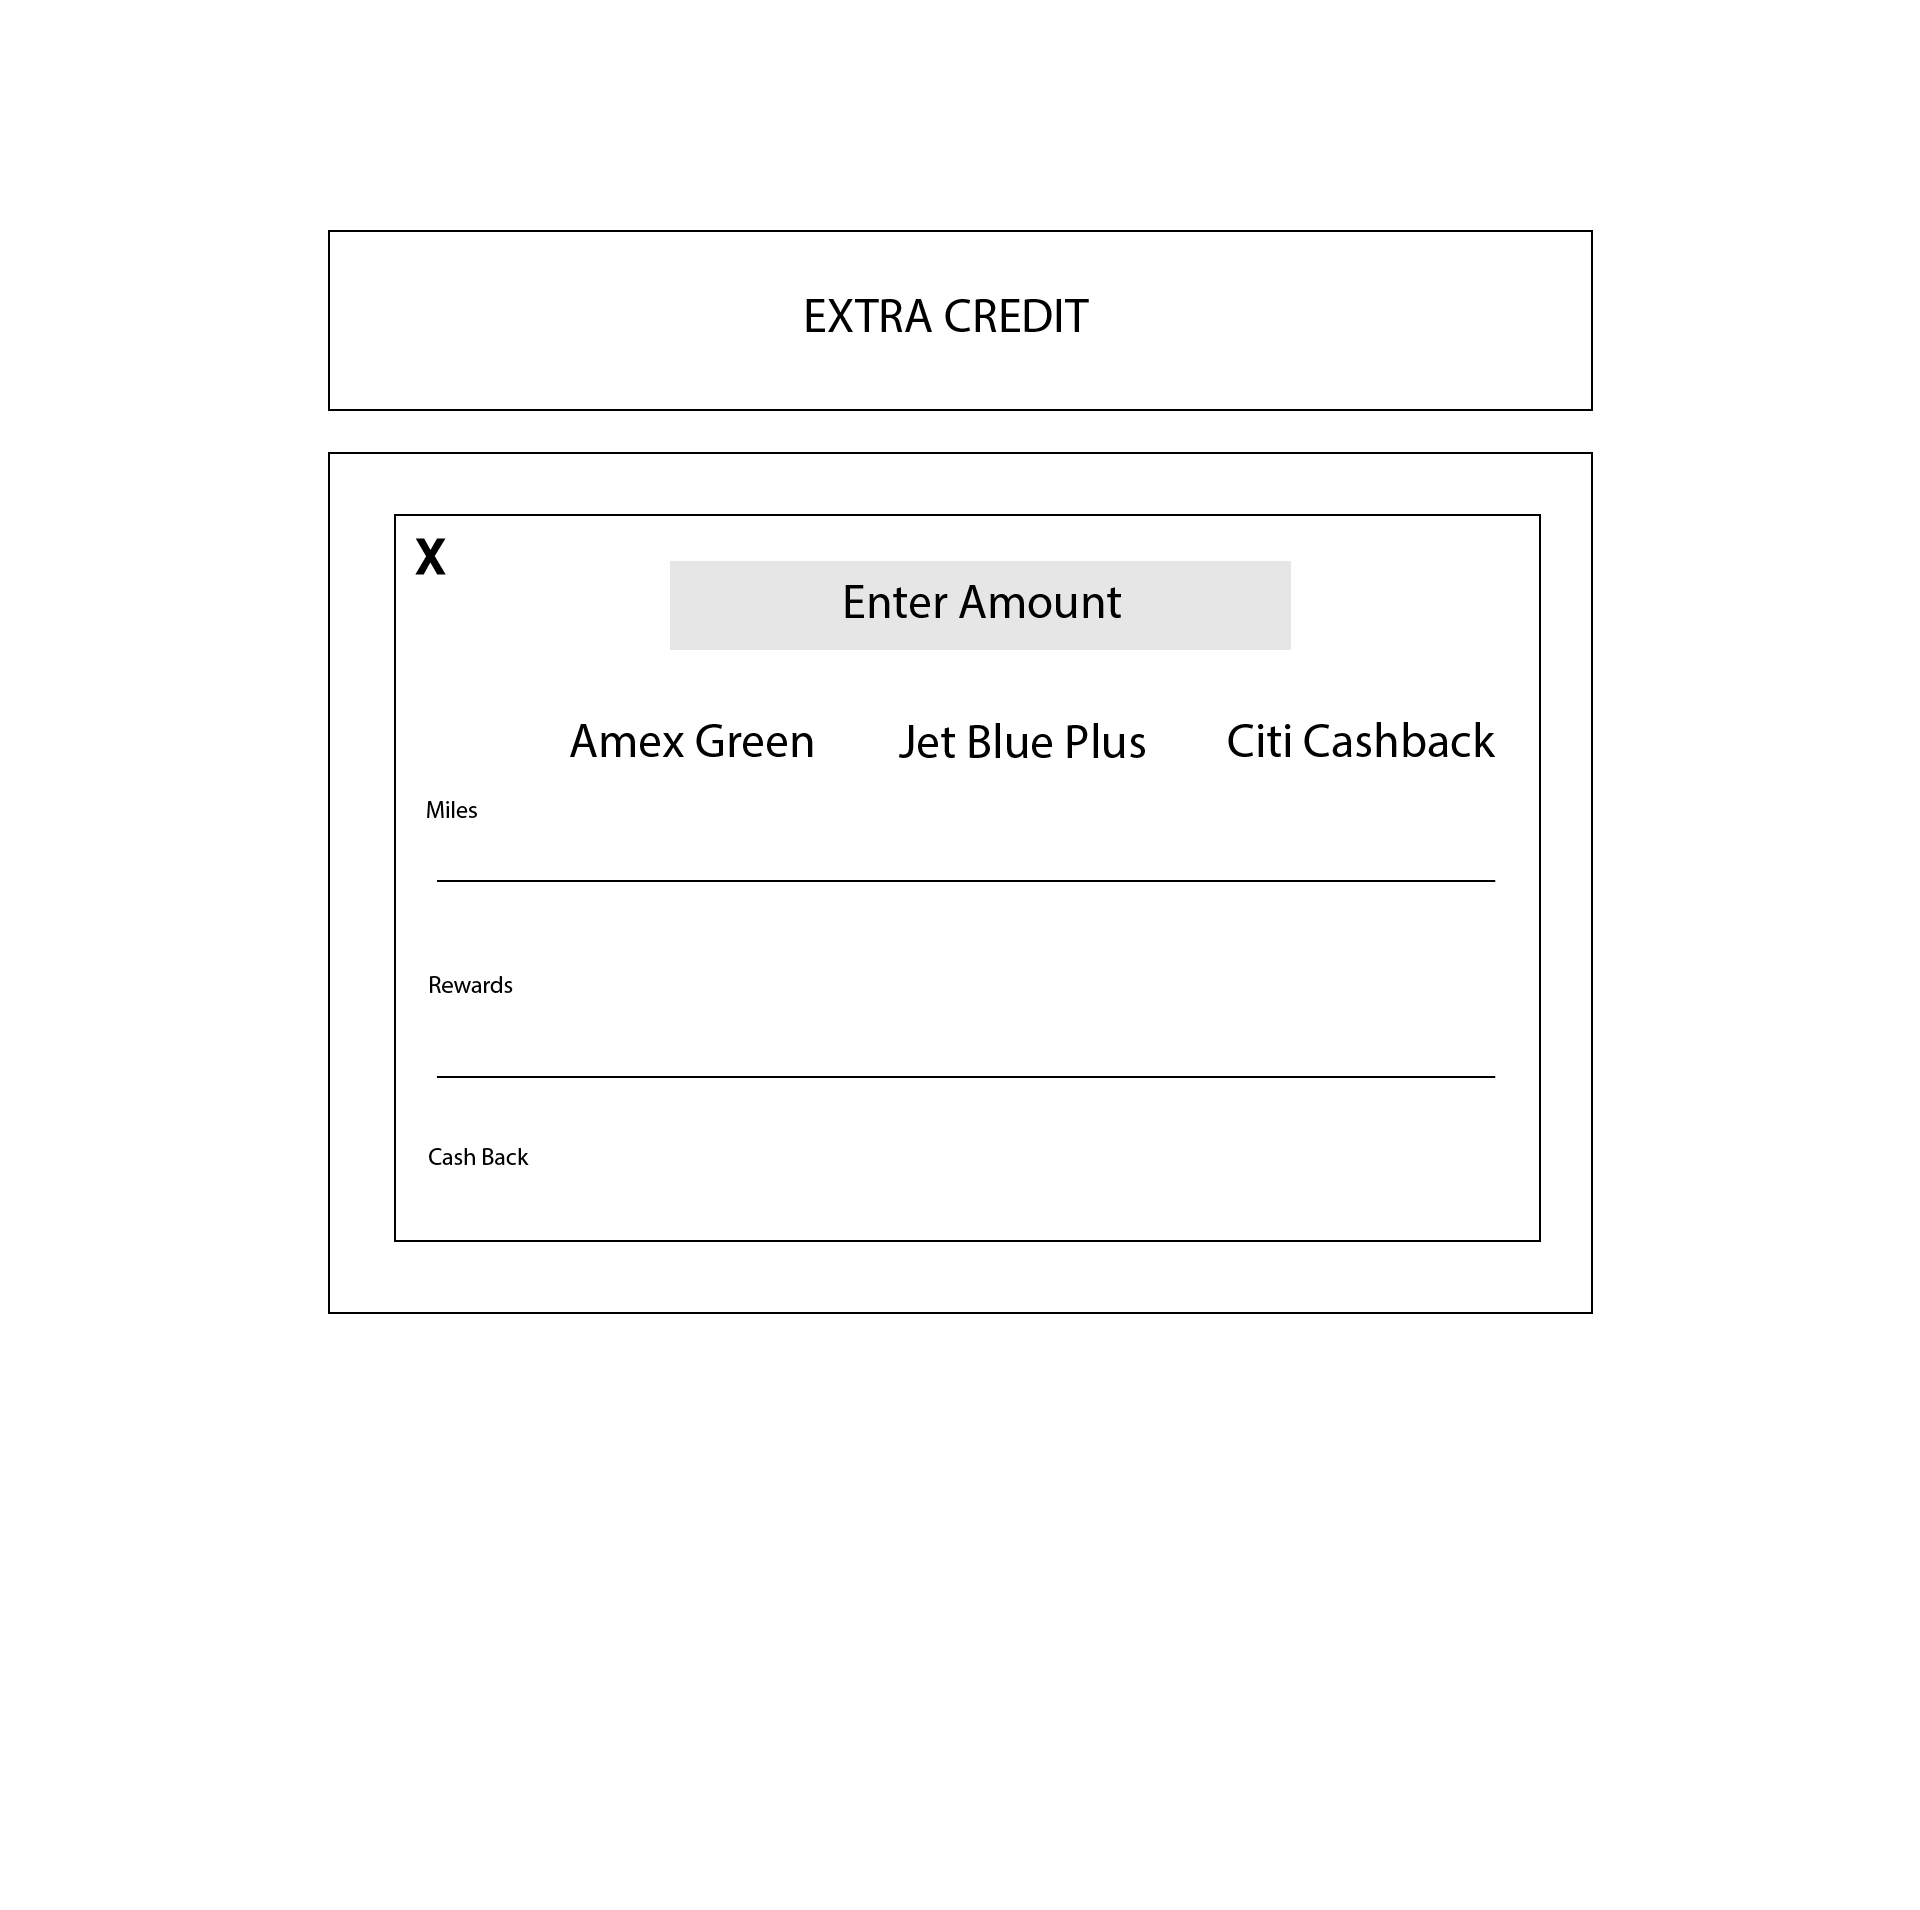 EXTRA CREDIT
X
Enter Amount
Amex Green Jet Blue Plus Citi Cashback
Miles
Rewards
Cash Back